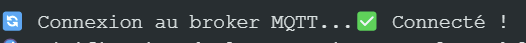 🔄 Connexion au broker MQTT...✅ Connecté !